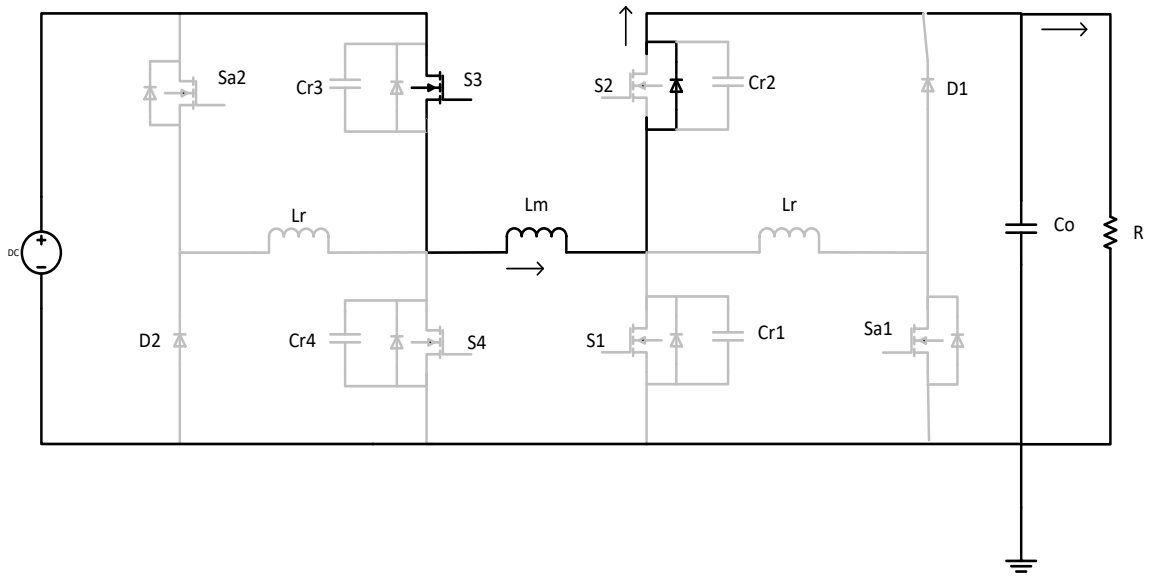 Sa2
Cr3
S3
S2
Cr2
D1
Lr
Lm
Lr
DC
+
−
Co
R
D2
Cr4
S4
S1
Cr1
Sa1